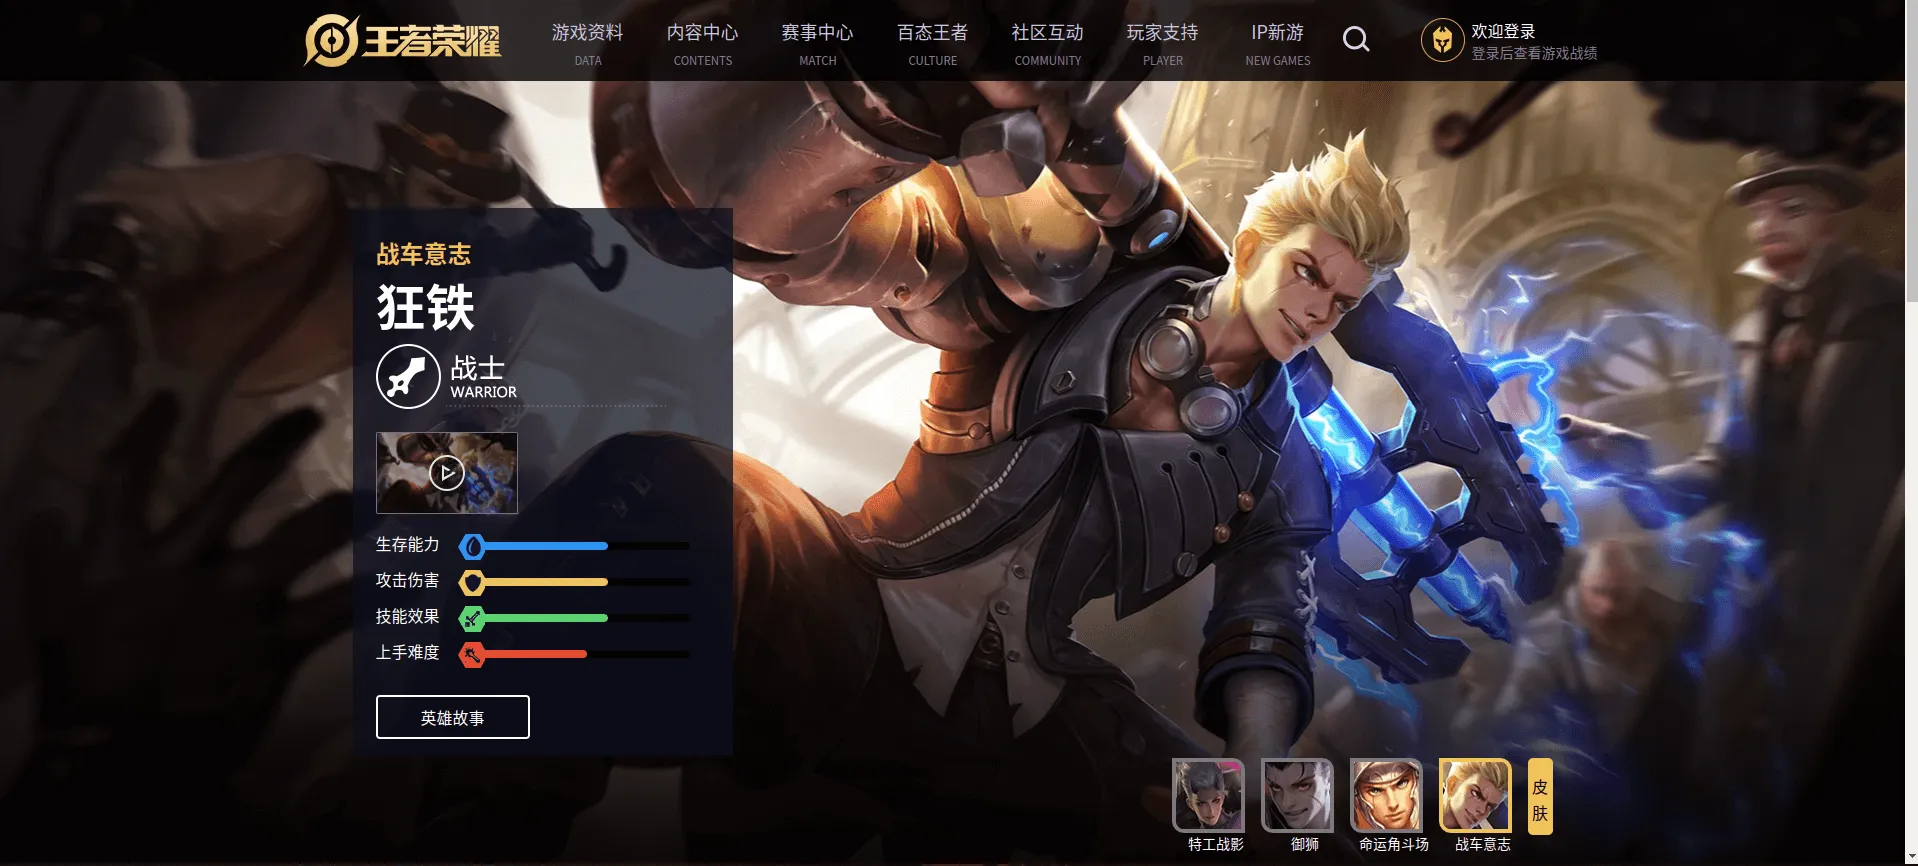 王者荣耀
游戏资料 内容中心 赛事中心 百态王者 社区互动 玩家支持 IP新游 欢迎登录
DATA CONTENTS MATCH CULTURE COMMUNITY PLAYER NEW GAMES 登录后查看游戏战绩
战车意志
狂铁
战士
WARRIOR
生存能力
攻击伤害
技能效果
上手难度
英雄故事
皮肤
特工战影 御狮 命运角斗场 战车意志